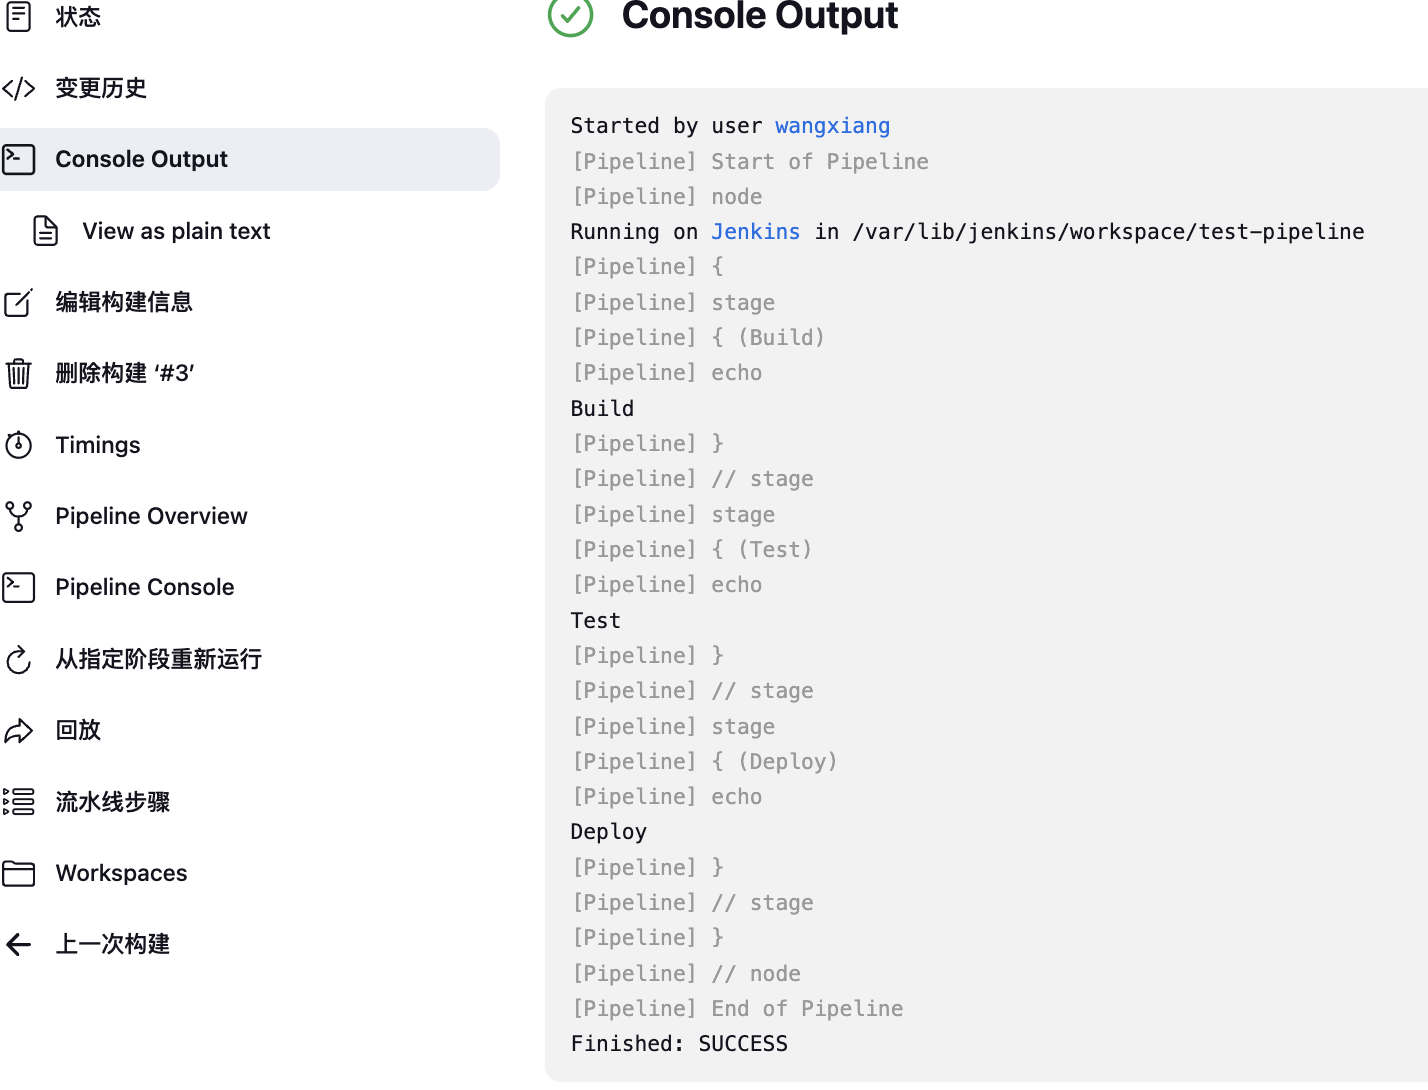 状态
变更历史
Console Output
View as plain text
编辑构建信息
删除构建 ‘#3’
Timings
Pipeline Overview
Pipeline Console
从指定阶段重新运行
回放
流水线步骤
Workspaces
上一次构建
Console Output
Started by user wangxiang
[Pipeline] Start of Pipeline
[Pipeline] node
Running on Jenkins in /var/lib/jenkins/workspace/test-pipeline
[Pipeline] {
[Pipeline] stage
[Pipeline] { (Build)
[Pipeline] echo
Build
[Pipeline] }
[Pipeline] // stage
[Pipeline] stage
[Pipeline] { (Test)
[Pipeline] echo
Test
[Pipeline] }
[Pipeline] // stage
[Pipeline] stage
[Pipeline] { (Deploy)
[Pipeline] echo
Deploy
[Pipeline] }
[Pipeline] // stage
[Pipeline] }
[Pipeline] // node
[Pipeline] End of Pipeline
Finished: SUCCESS